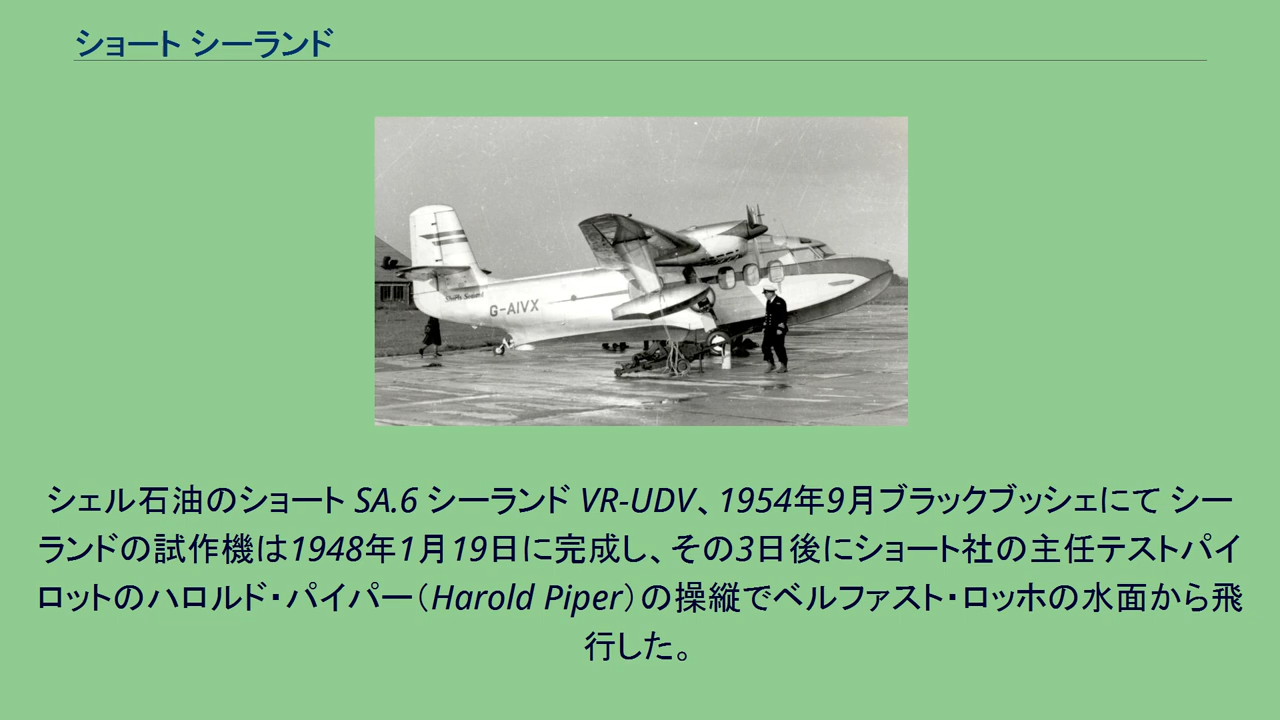 ショート シーランド
Shorts Sealand
G-AIVX
シェル石油のショート SA.6 シーランド VR-UDV、1954年9月ブラックブッシェにて シー
ランドの試作機は1948年1月19日に完成し、その3日後にショート社の主任テストパイ
ロットのハロルド・パイパー（Harold Piper）の操縦でベルファスト・ロッホの水面から飛
行した。